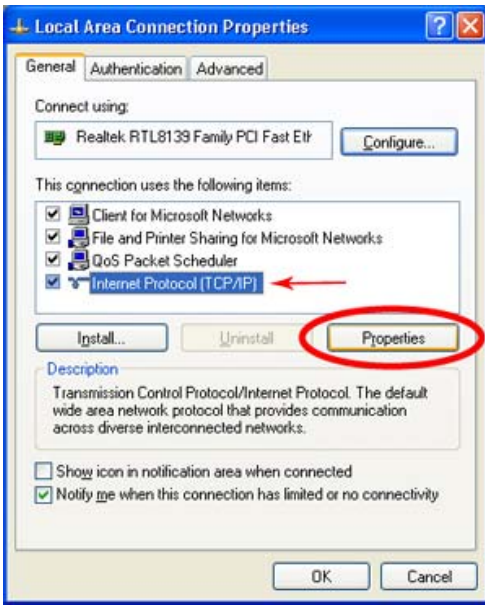 Local Area Connection Properties
General Authentication Advanced
Connect using:
Realtek RTL8139 Family PCI Fast Eth
Configure...
This connection uses the following items:
Client for Microsoft Networks
File and Printer Sharing for Microsoft Networks
QoS Packet Scheduler
Internet Protocol (TCP/IP)
Install... Uninstall Properties
Description
Transmission Control Protocol/Internet Protocol. The default
wide area network protocol that provides communication
across diverse interconnected networks.
Show icon in notification area when connected
Notify me when this connection has limited or no connectivity
OK Cancel